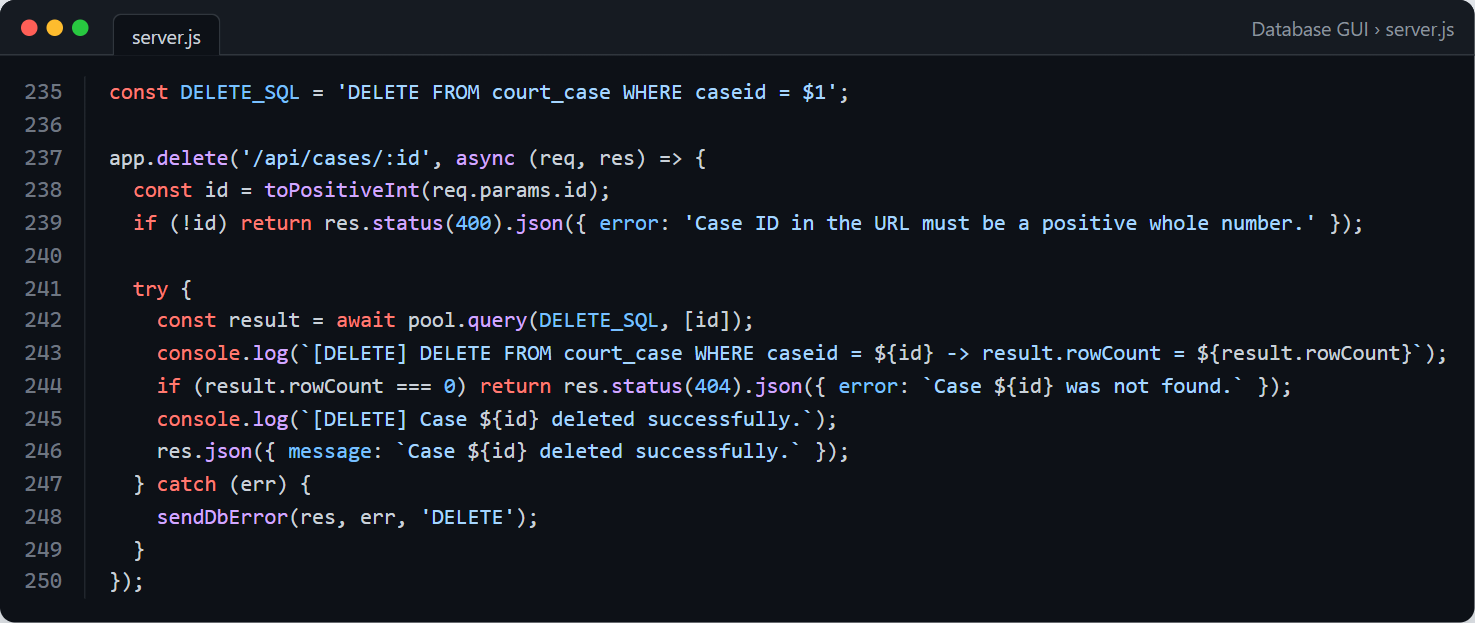 server.js
Database GUI › server.js
235 const DELETE_SQL = 'DELETE FROM court_case WHERE caseid = $1';
236
237 app.delete('/api/cases/:id', async (req, res) => {
238   const id = toPositiveInt(req.params.id);
239   if (!id) return res.status(400).json({ error: 'Case ID in the URL must be a positive whole number.' });
240
241   try {
242     const result = await pool.query(DELETE_SQL, [id]);
243     console.log(`[DELETE] DELETE FROM court_case WHERE caseid = ${id} -> result.rowCount = ${result.rowCount}`);
244     if (result.rowCount === 0) return res.status(404).json({ error: `Case ${id} was not found.` });
245     console.log(`[DELETE] Case ${id} deleted successfully.`);
246     res.json({ message: `Case ${id} deleted successfully.` });
247   } catch (err) {
248     sendDbError(res, err, 'DELETE');
249   }
250 });